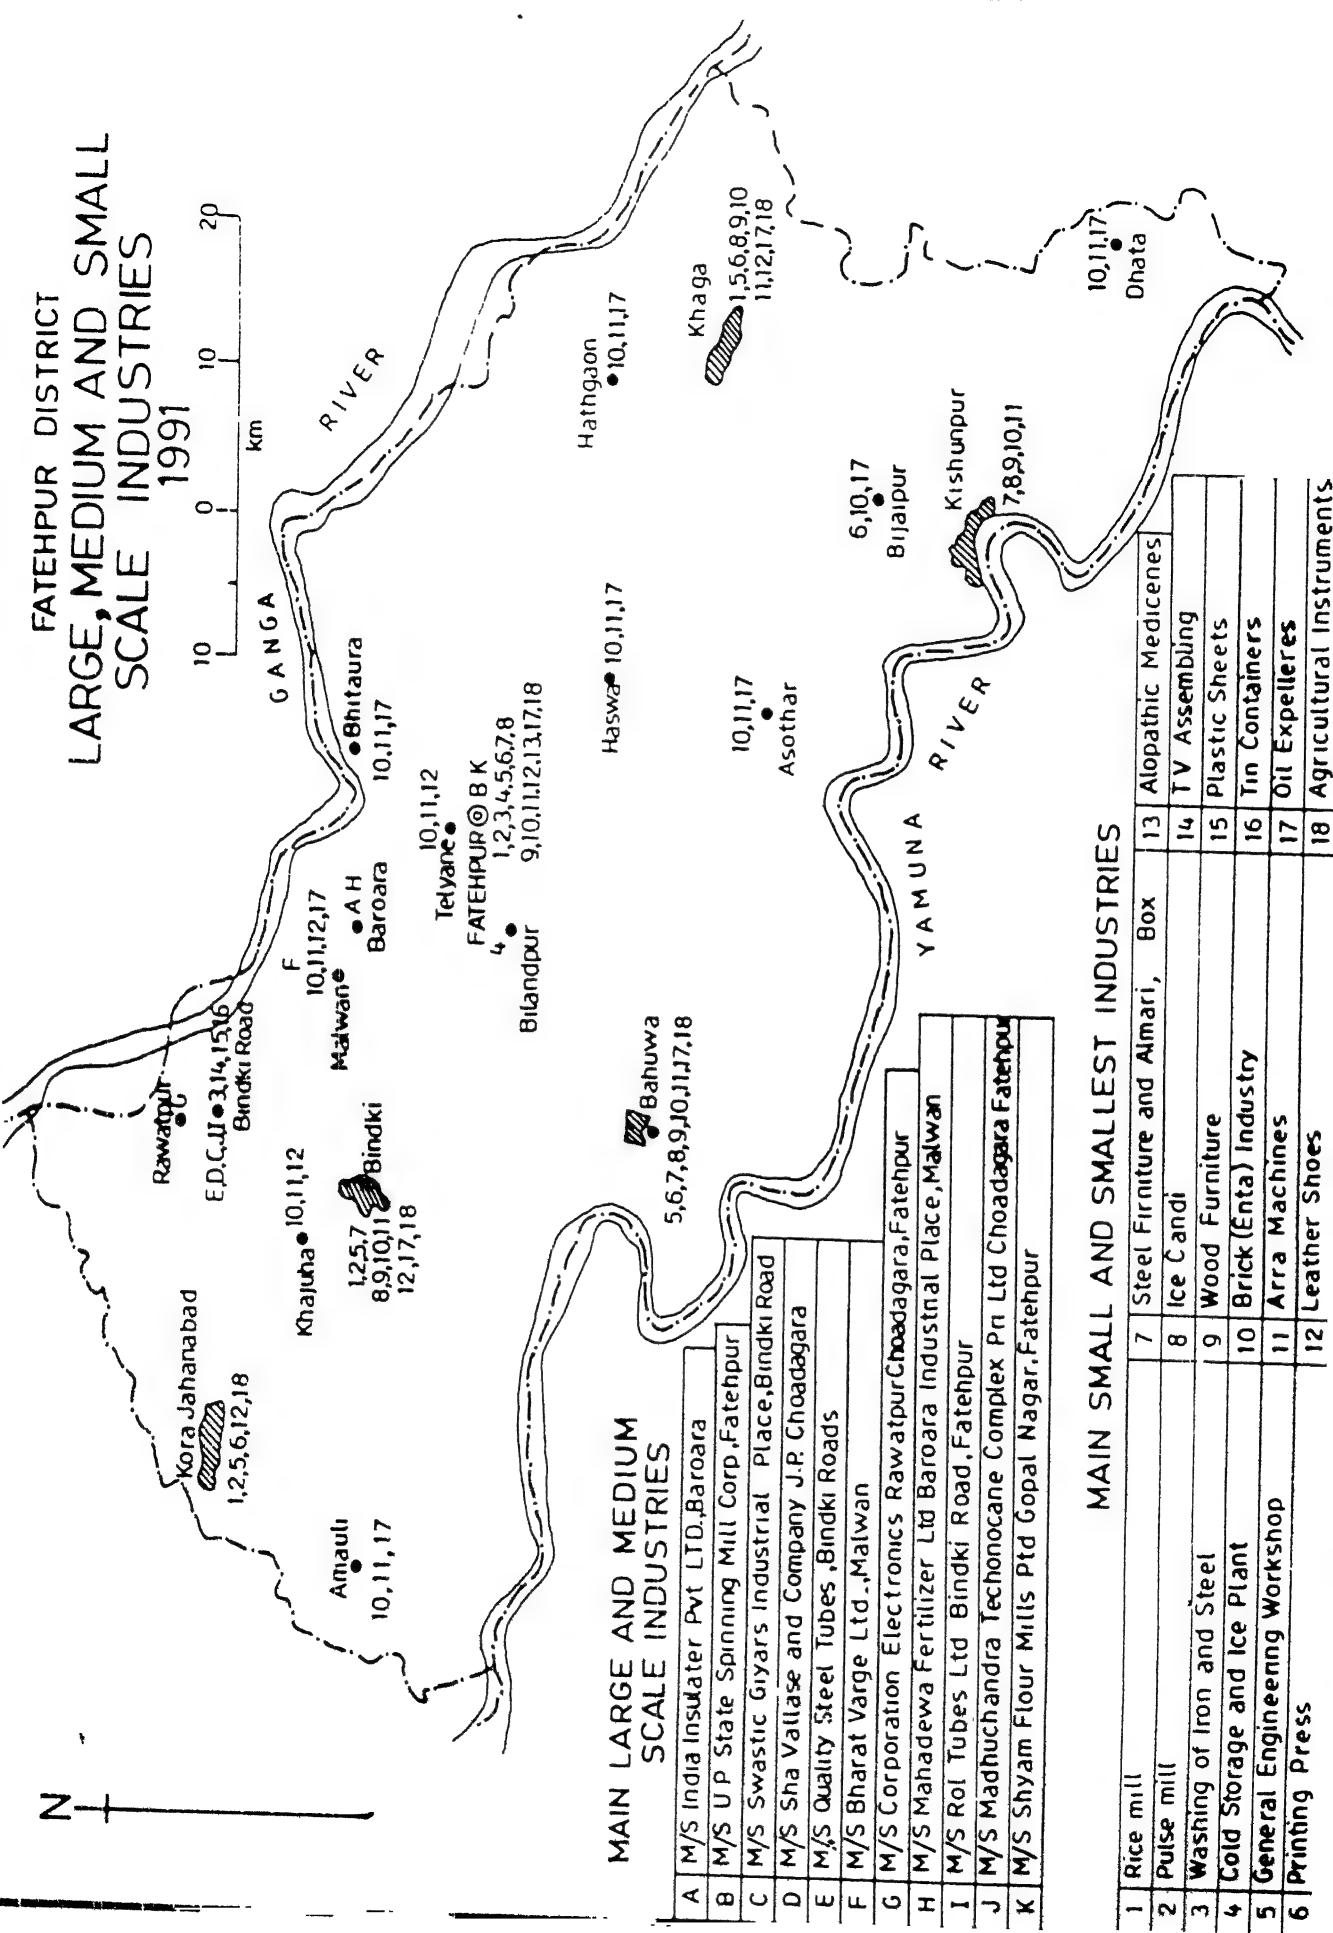 FATEHPUR DISTRICT
LARGE, MEDIUM AND SMALL
SCALE INDUSTRIES
1991
10 0 10 20
km
N
GANGA RIVER
Rawatpur
G
E,D,C,I,J 3,14,15,16
Bindki Road
Kora Jahanabad
1,2,5,6,12,18
Khajuha 10,11,12
Bindki
1,2,5,7
8,9,10,11
12,17,18
Amauli
10,11,17
F
10,11,12,17
Malwan
A H
Baroara
Bhitaura
10,11,17
10,11,12
Telyane
FATEHPUR B K
1,2,3,4,5,6,7,8
9,10,11,12,13,17,18
4
Bilandpur
Haswa 10,11,17
Hathgaon
10,11,17
Khaga
1,5,6,8,9,10
11,12,17,18
Bahuwa
5,6,7,8,9,10,11,17,18
10,11,17
Asothar
6,10,17
Bijaipur
Kishunpur
7,8,9,10,11
10,11,17
Dhata
YAMUNA RIVER
MAIN LARGE AND MEDIUM
SCALE INDUSTRIES
A M/S India Insulater Pvt LTD., Baroara
B M/S U P State Spinning Mill Corp, Fatehpur
C M/S Swastic Giyars Industrial Place, Bindki Road
D M/S Sha Vallase and Company J.P. Choadagara
E M/S Quality Steel Tubes, Bindki Roads
F M/S Bharat Varge Ltd., Malwan
G M/S Corporation Electronics Rawatpur Choadagara, Fatehpur
H M/S Mahadewa Fertilizer Ltd Baroara Industrial Place, Malwan
I M/S Rol Tubes Ltd Bindki Road, Fatehpur
J M/S Madhuchandra Techonocane Complex Pri Ltd Choadagara Fatehpur
K M/S Shyam Flour Mills Ptd Gopal Nagar, Fatehpur
MAIN SMALL AND SMALLEST INDUSTRIES
1 Rice mill
2 Pulse mill
3 Washing of Iron and Steel
4 Cold Storage and Ice Plant
5 General Engineering Workshop
6 Printing Press
7 Steel Firniture and Almari, Box
8 Ice Candi
9 Wood Furniture
10 Brick (Enta) Industry
11 Arra Machines
12 Leather Shoes
13 Alopathic Medicenes
14 TV Assembling
15 Plastic Sheets
16 Tin Containers
17 Oil Expelleres
18 Agricultural Instruments